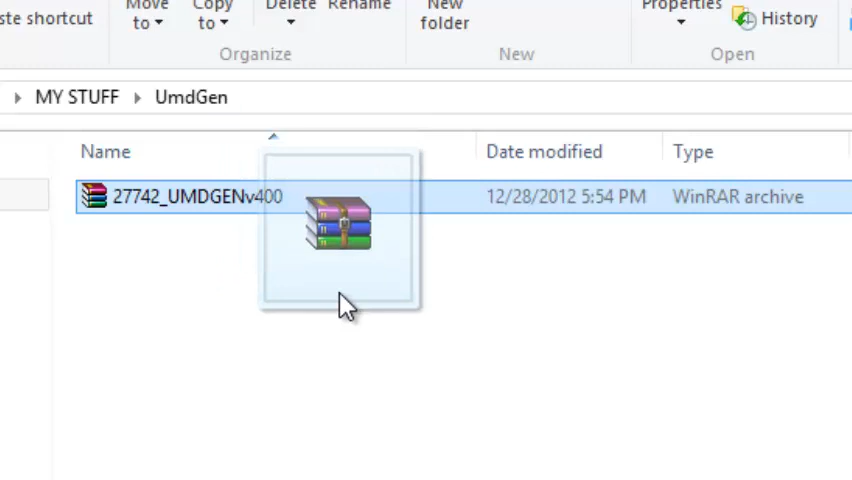 Move to
Copy to
Delete
Rename
New folder
Properties
ste shortcut
History
Organize
New
Open
MY STUFF
UmdGen
Name
Date modified
Type
27742_UMDGENv400
12/28/2012 5:54 PM
WinRAR archive